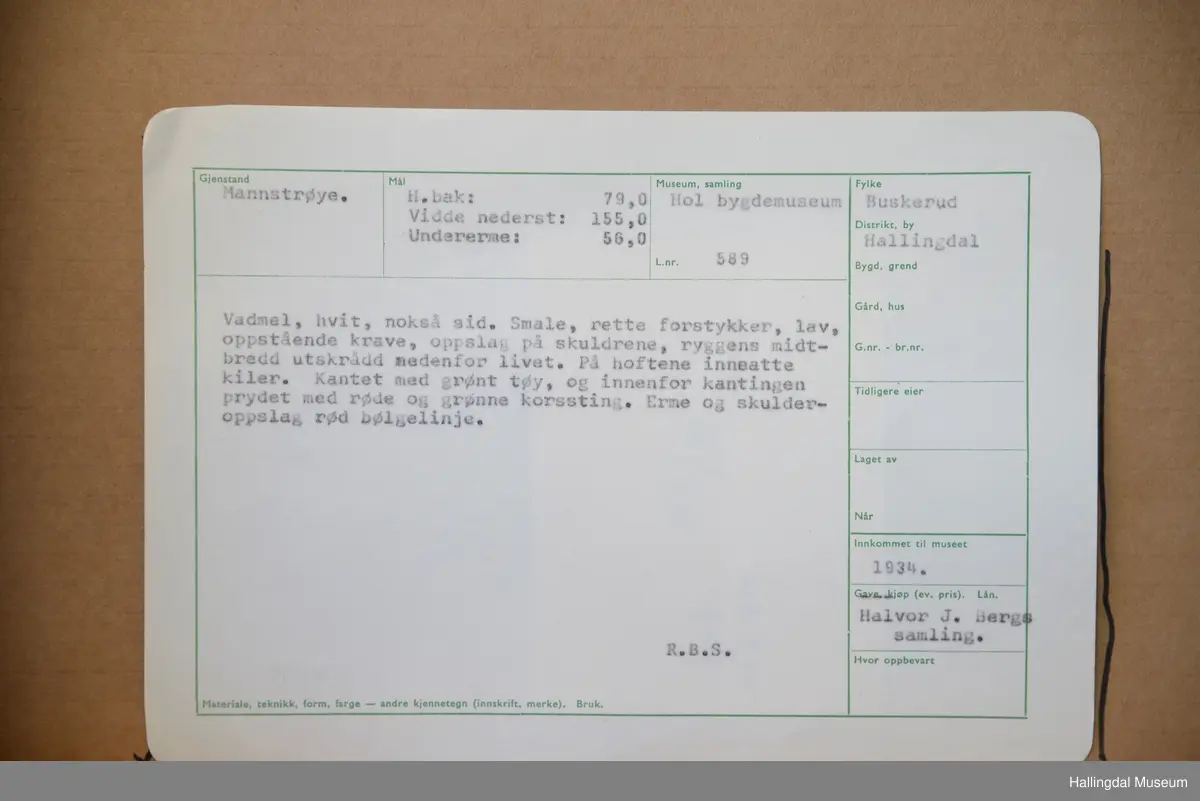 Gjenstand
Mannstrøye.
Mål
H.bak: 79,0
Vidde nederst: 155,0
Underarme: 56,0
Museum, samling
Hol bygdemuseum
L.nr. 589
Fylke
Buskerud
Distrikt, by
Hallingdal
Bygd, grend
Gård, hus
G.nr. - br.nr.
Tidligere eier
Laget av
Når
Innkommet til museet
1934.
Gave, kjøp (ev. pris). Lån.
Halvor J. Bergs
samling.
Hvor oppbevart
Vadmel, hvit, nokså sid. Smale, rette forstykker, lav,
oppstående krave, oppslag på skuldrene, ryggens midt-
bredd utskrådd nedenfor livet. På hoftene innsatte
kiler. Kantet med grønt tøy, og innenfor kantingen
prydet med røde og grønne korssting. Erme og skulder-
oppslag rød bølgelinje.
R.B.S.
Materiale, teknikk, form, farge — andre kjennetegn (innskrift, merke). Bruk.
Hallingdal Museum